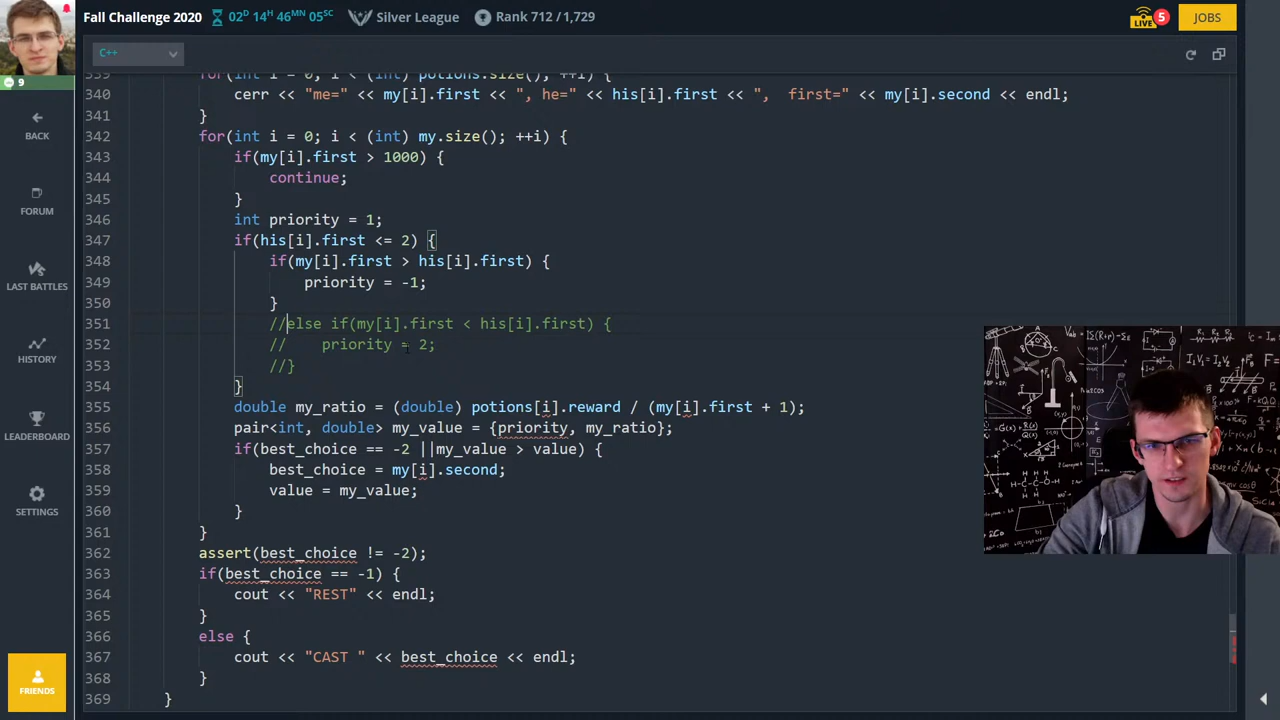 Fall Challenge 2020 02D 14H 46MN 05SC Silver League Rank 712 / 1,729 LIVE 5 JOBS
C++
9
BACK
FORUM
LAST BATTLES
HISTORY
LEADERBOARD
SETTINGS
FRIENDS
339 for(int i = 0; i < (int) potions.size(); ++i) {
340 cerr << "me=" << my[i].first << ", he=" << his[i].first << ",  first=" << my[i].second << endl;
341 }
342 for(int i = 0; i < (int) my.size(); ++i) {
343 if(my[i].first > 1000) {
344 continue;
345 }
346 int priority = 1;
347 if(his[i].first <= 2) {
348 if(my[i].first > his[i].first) {
349 priority = -1;
350 }
351 //else if(my[i].first < his[i].first) {
352 //    priority = 2;
353 //}
354 }
355 double my_ratio = (double) potions[i].reward / (my[i].first + 1);
356 pair<int, double> my_value = {priority, my_ratio};
357 if(best_choice == -2 ||my_value > value) {
358 best_choice = my[i].second;
359 value = my_value;
360 }
361 }
362 assert(best_choice != -2);
363 if(best_choice == -1) {
364 cout << "REST" << endl;
365 }
366 else {
367 cout << "CAST " << best_choice << endl;
368 }
369 }